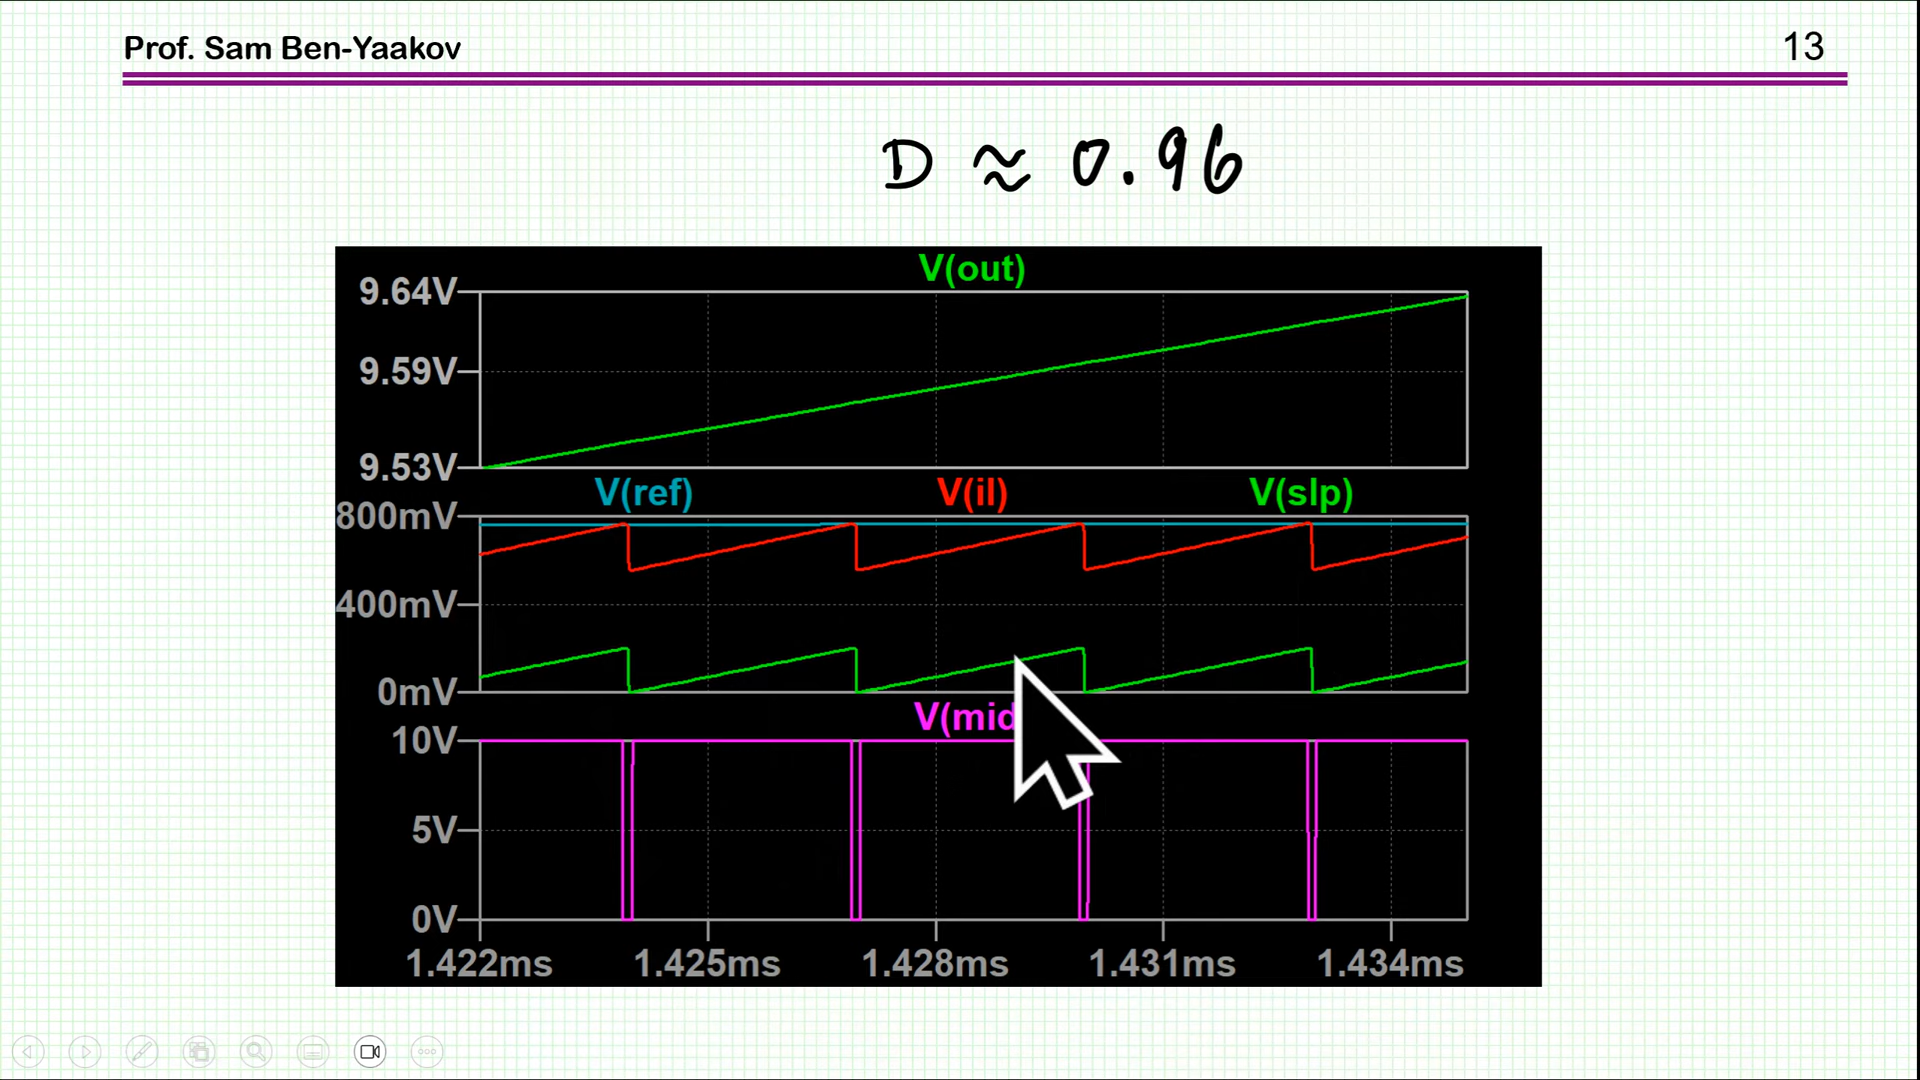 Prof. Sam Ben-Yaakov
13
D ≈ 0.96
V(out)
9.64V
9.59V
9.53V
V(ref) V(il) V(slp)
800mV
400mV
0mV
V(mid
10V
5V
0V
1.422ms 1.425ms 1.428ms 1.431ms 1.434ms